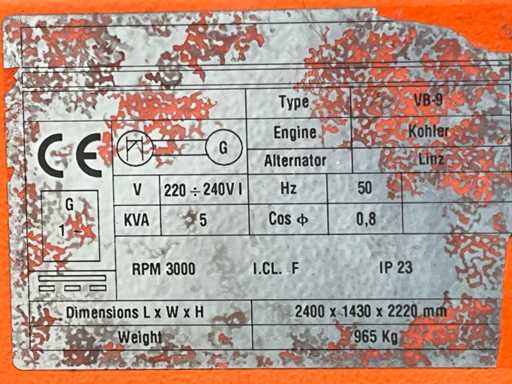 Type VB-9
Engine Kohler
CE G Alternator Linz
V 220 ÷ 240V I Hz 50
G
1 ~
KVA 5 Cos ϕ 0,8
RPM 3000 I.CL. F IP 23
Dimensions L x W x H 2400 x 1430 x 2220 mm
Weight 965 Kg